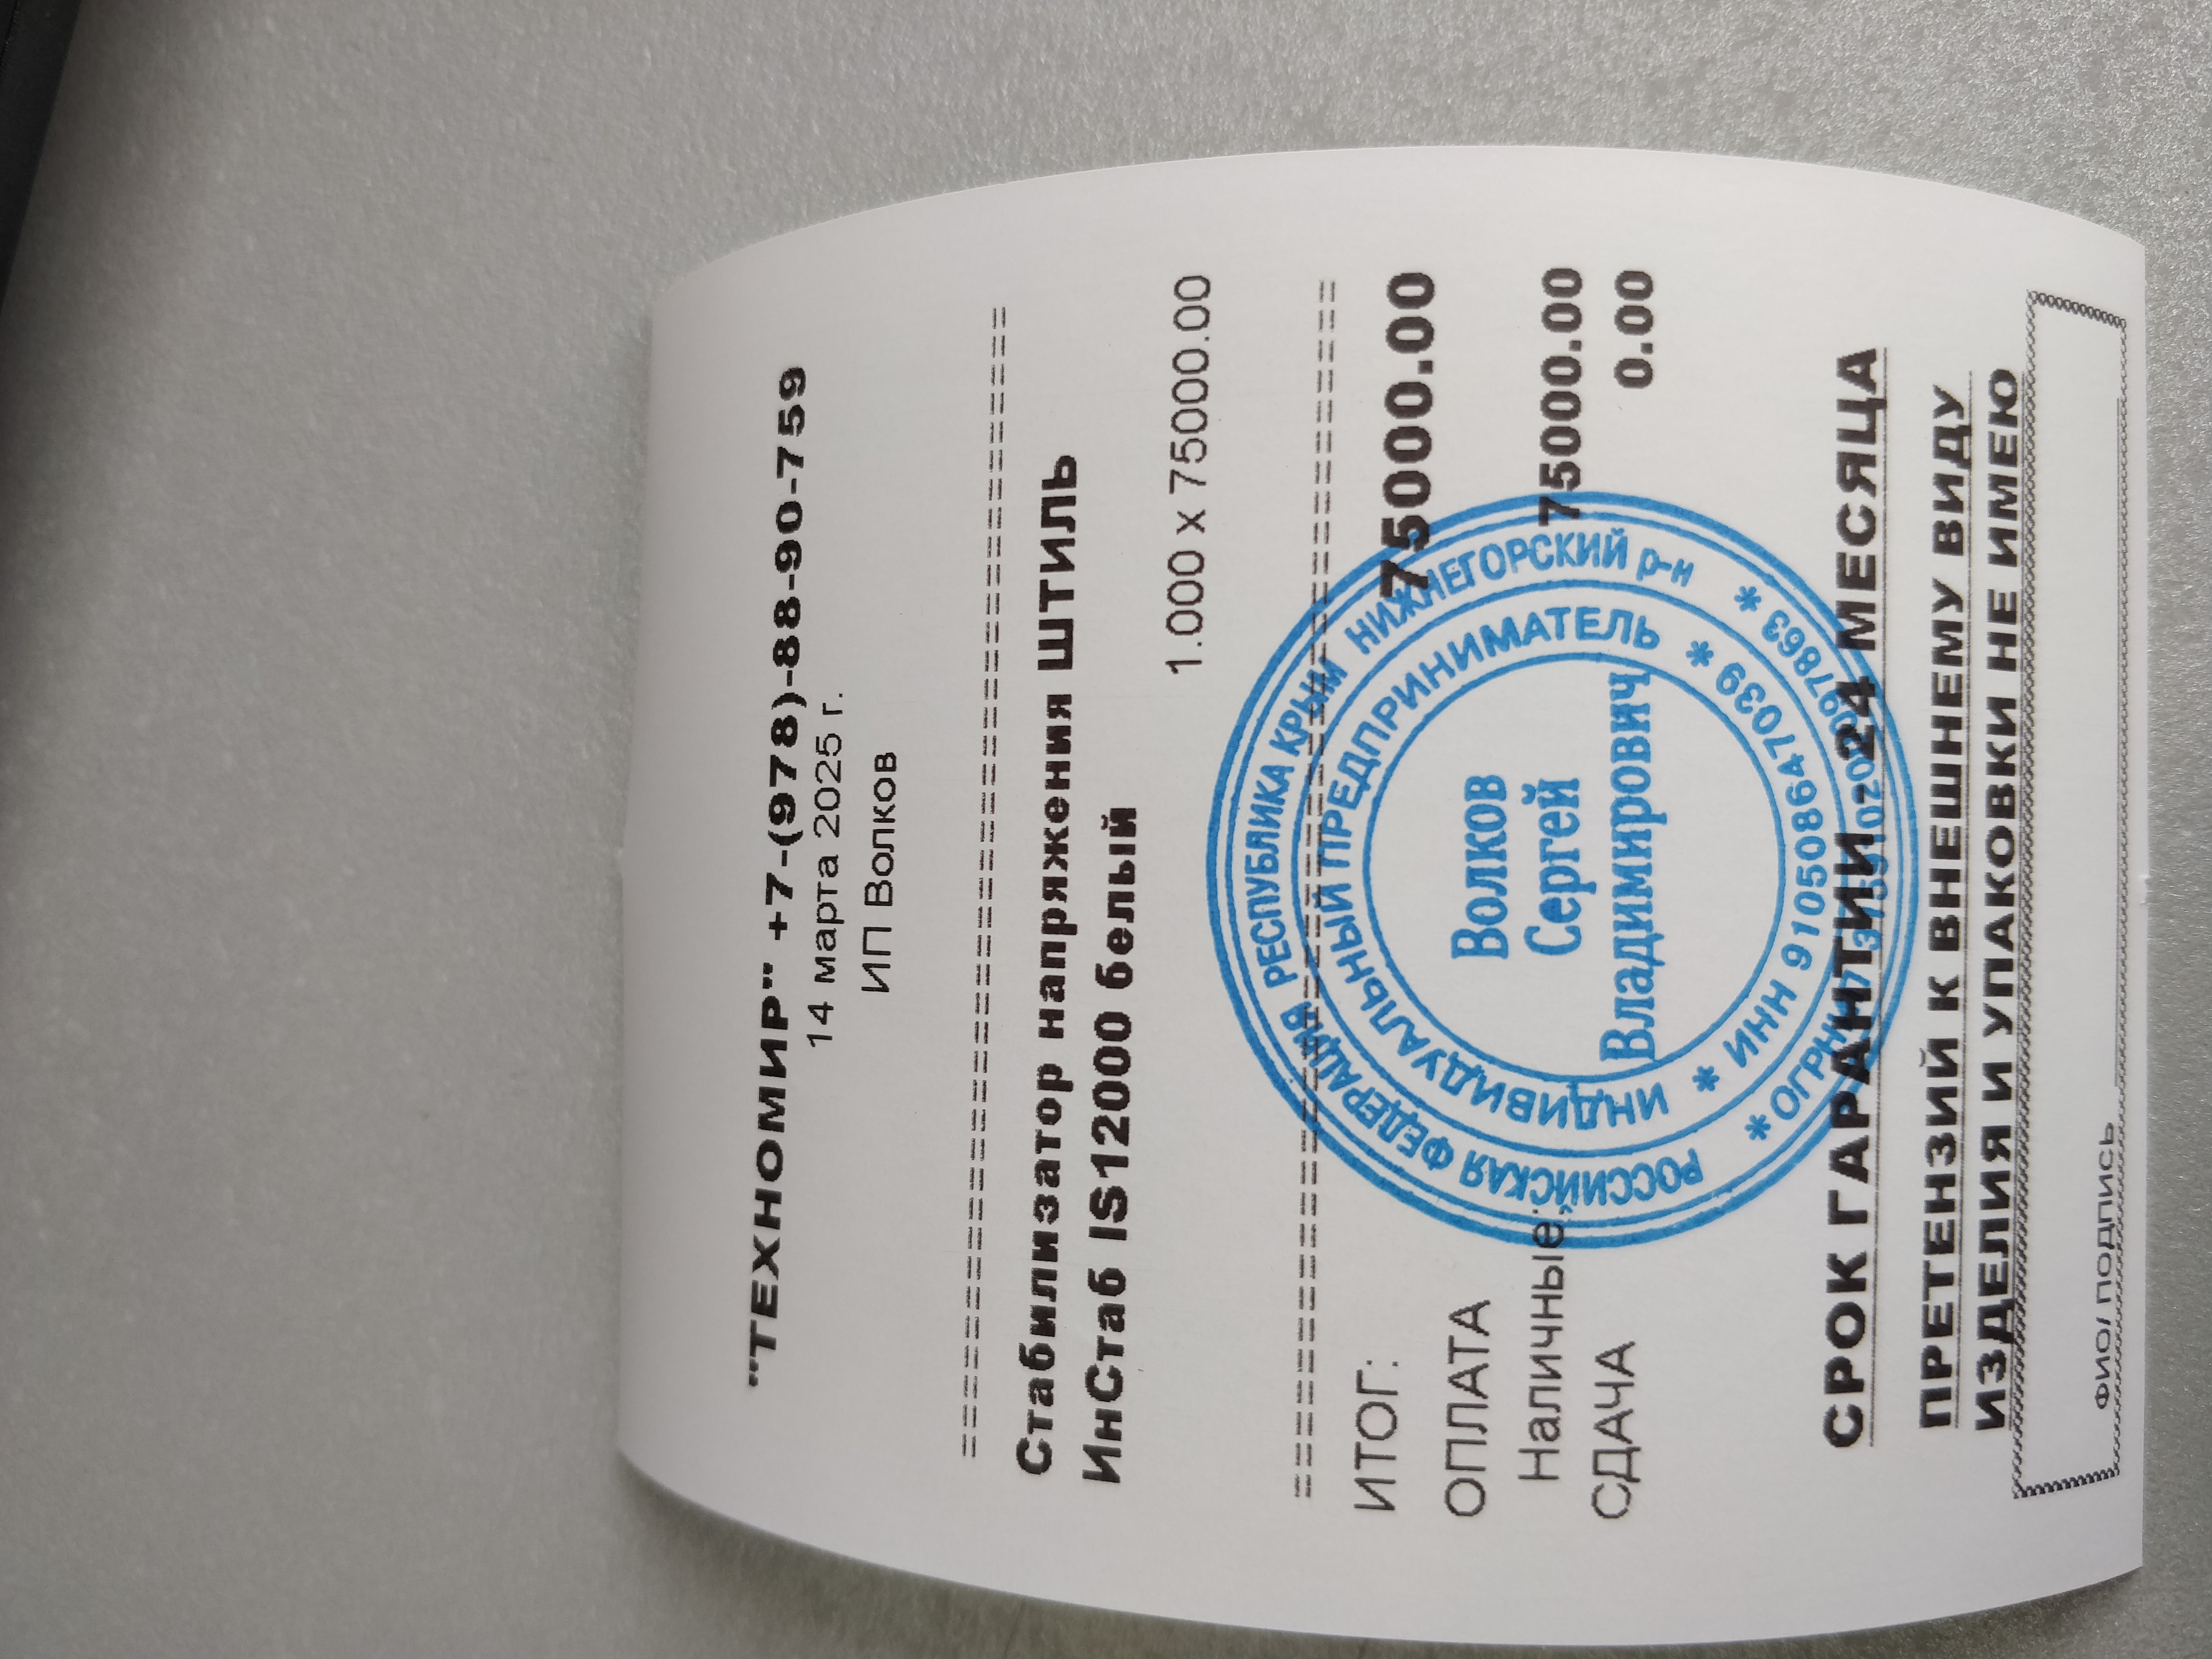 "ТЕХНОМИР" +7-(978)-88-90-759
14 марта 2025 г.
ИП Волков
Стабилизатор напряжения ШТИЛЬ
ИнСтаб IS12000 белый
1.000 x 75000.00
ИТОГ: 75000.00
ОПЛАТА
Наличные: 75000.00
СДАЧА 0.00
РОССИЙСКАЯ ФЕДЕРАЦИЯ РЕСПУБЛИКА КРЫМ НИЖНЕГОРСКИЙ р-н
ИНДИВИДУАЛЬНЫЙ ПРЕДПРИНИМАТЕЛЬ
Волков
Сергей
Владимирович
* ИНН 910508647039 *
* ОГРНИП
СРОК ГАРАНТИИ 24 МЕСЯЦА
ПРЕТЕНЗИЙ К ВНЕШНЕМУ ВИДУ
ИЗДЕЛИЯ И УПАКОВКИ НЕ ИМЕЮ
ФИО/ ПОДПИСЬ